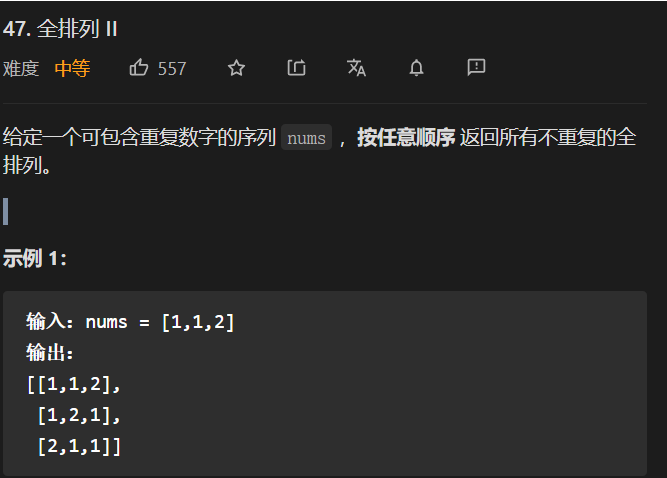 47. 全排列 II
难度 中等 557
给定一个可包含重复数字的序列 nums ，按任意顺序 返回所有不重复的全
排列。
示例 1：
输入：nums = [1,1,2]
输出：
[[1,1,2],
[1,2,1],
[2,1,1]]